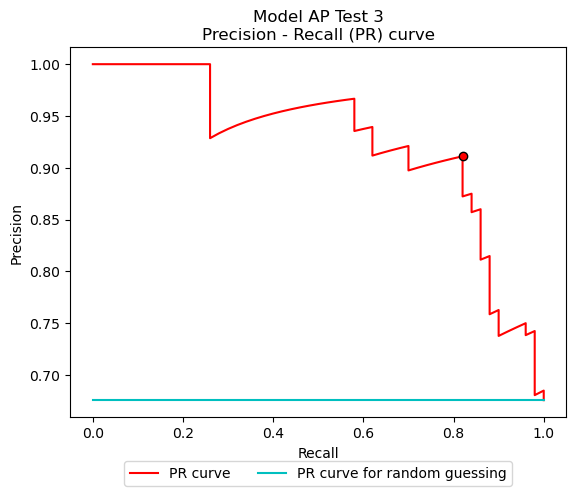 Model AP Test 3
Precision - Recall (PR) curve
1.00
0.95
0.90
0.85
0.80
0.75
0.70
Precision
0.0 0.2 0.4 0.6 0.8 1.0
Recall
PR curve PR curve for random guessing